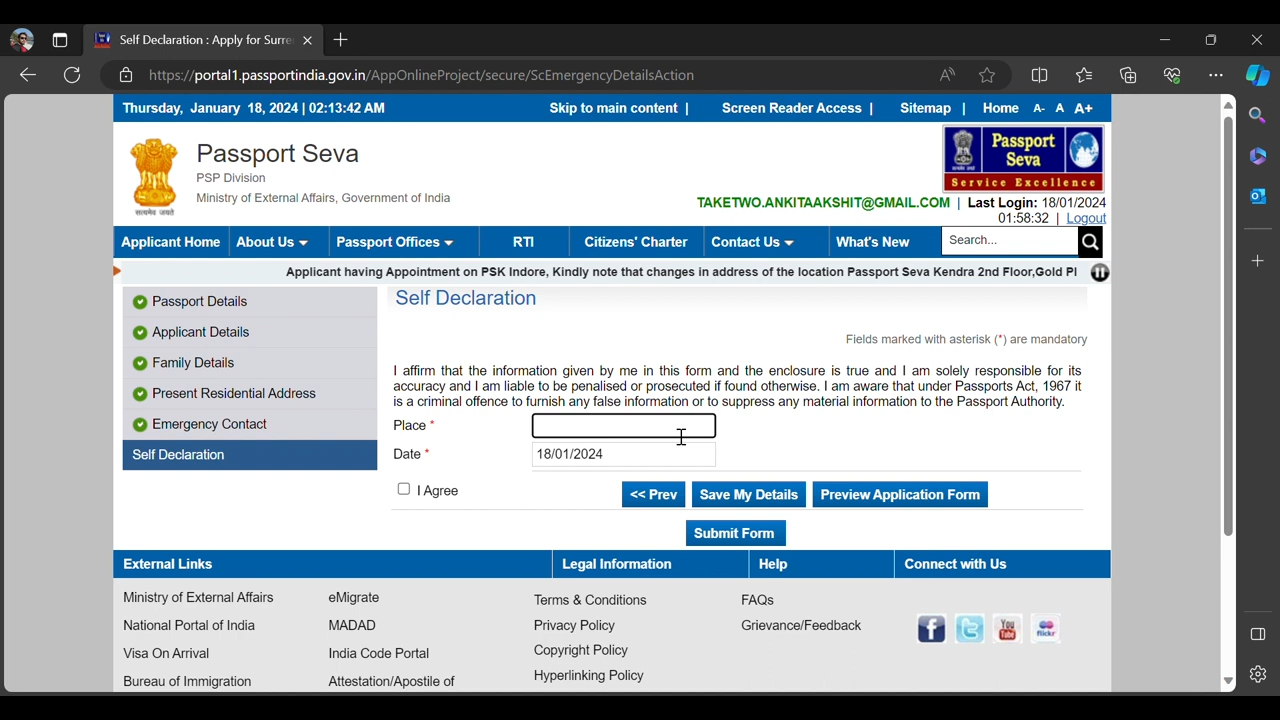 Self Declaration : Apply for Surre
https://portal1.passportindia.gov.in/AppOnlineProject/secure/ScEmergencyDetailsAction
Thursday, January 18, 2024 | 02:13:42 AM
Skip to main content | Screen Reader Access | Sitemap | Home A- A A+
सत्यमेव जयते
Passport Seva
PSP Division
Ministry of External Affairs, Government of India
Passport
Seva
Service Excellence
TAKETWO.ANKITAAKSHIT@GMAIL.COM | Last Login: 18/01/2024
01:58:32 | Logout
Applicant Home About Us Passport Offices RTI Citizens' Charter Contact Us What's New Search...
Applicant having Appointment on PSK Indore, Kindly note that changes in address of the location Passport Seva Kendra 2nd Floor,Gold Pl
Passport Details
Applicant Details
Family Details
Present Residential Address
Emergency Contact
Self Declaration
Self Declaration
Fields marked with asterisk (*) are mandatory
I affirm that the information given by me in this form and the enclosure is true and I am solely responsible for its
accuracy and I am liable to be penalised or prosecuted if found otherwise. I am aware that under Passports Act, 1967 it
is a criminal offence to furnish any false information or to suppress any material information to the Passport Authority.
Place *
Date * 18/01/2024
I Agree
<< Prev Save My Details Preview Application Form
Submit Form
External Links Legal Information Help Connect with Us
Ministry of External Affairs eMigrate Terms & Conditions FAQs
National Portal of India MADAD Privacy Policy Grievance/Feedback
Visa On Arrival India Code Portal Copyright Policy
Bureau of Immigration Attestation/Apostile of Hyperlinking Policy
You
Tube
flickr